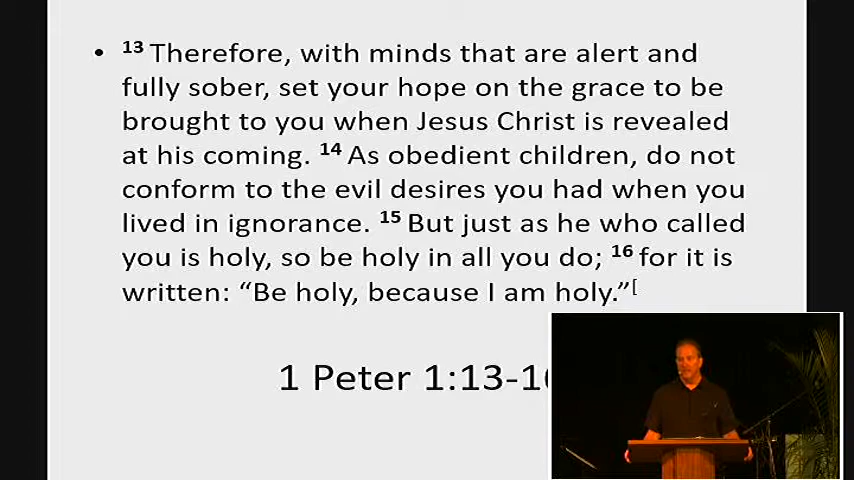 • 13 Therefore, with minds that are alert and
fully sober, set your hope on the grace to be
brought to you when Jesus Christ is revealed
at his coming. 14 As obedient children, do not
conform to the evil desires you had when you
lived in ignorance. 15 But just as he who called
you is holy, so be holy in all you do; 16 for it is
written: “Be holy, because I am holy.”[
1 Peter 1:13-16